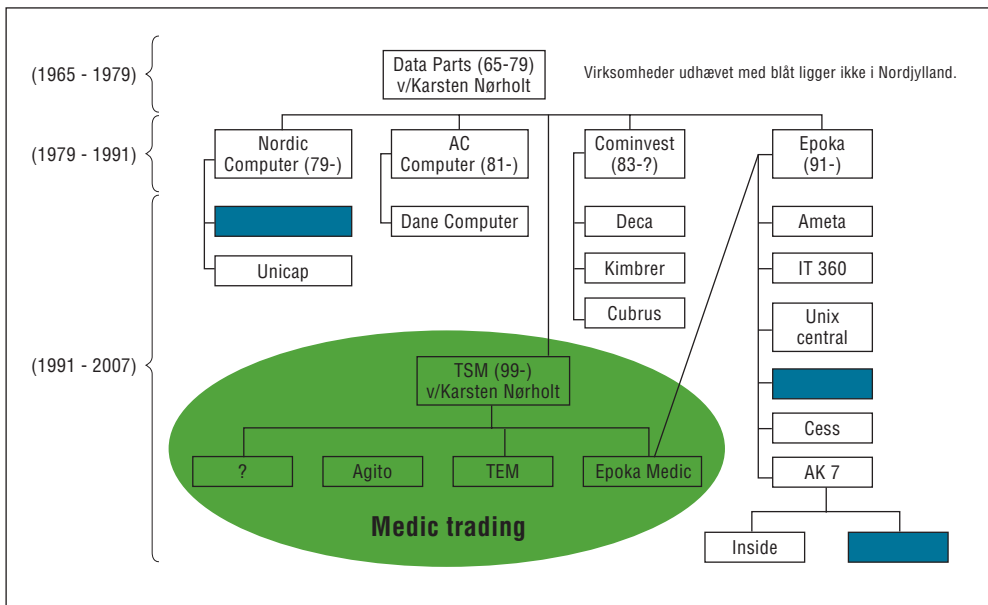 (1965 - 1979)
Data Parts (65-79)
v/Karsten Nørholt
Virksomheder udhævet med blåt ligger ikke i Nordjylland.
(1979 - 1991)
Nordic
Computer (79-)
AC
Computer (81-)
Cominvest
(83-?)
Epoka
(91-)
Dane Computer
Deca
Ameta
Unicap
Kimbrer
IT 360
Cubrus
Unix
central
(1991 - 2007)
TSM (99-)
v/Karsten Nørholt
Cess
?
Agito
TEM
Epoka Medic
AK 7
Medic trading
Inside